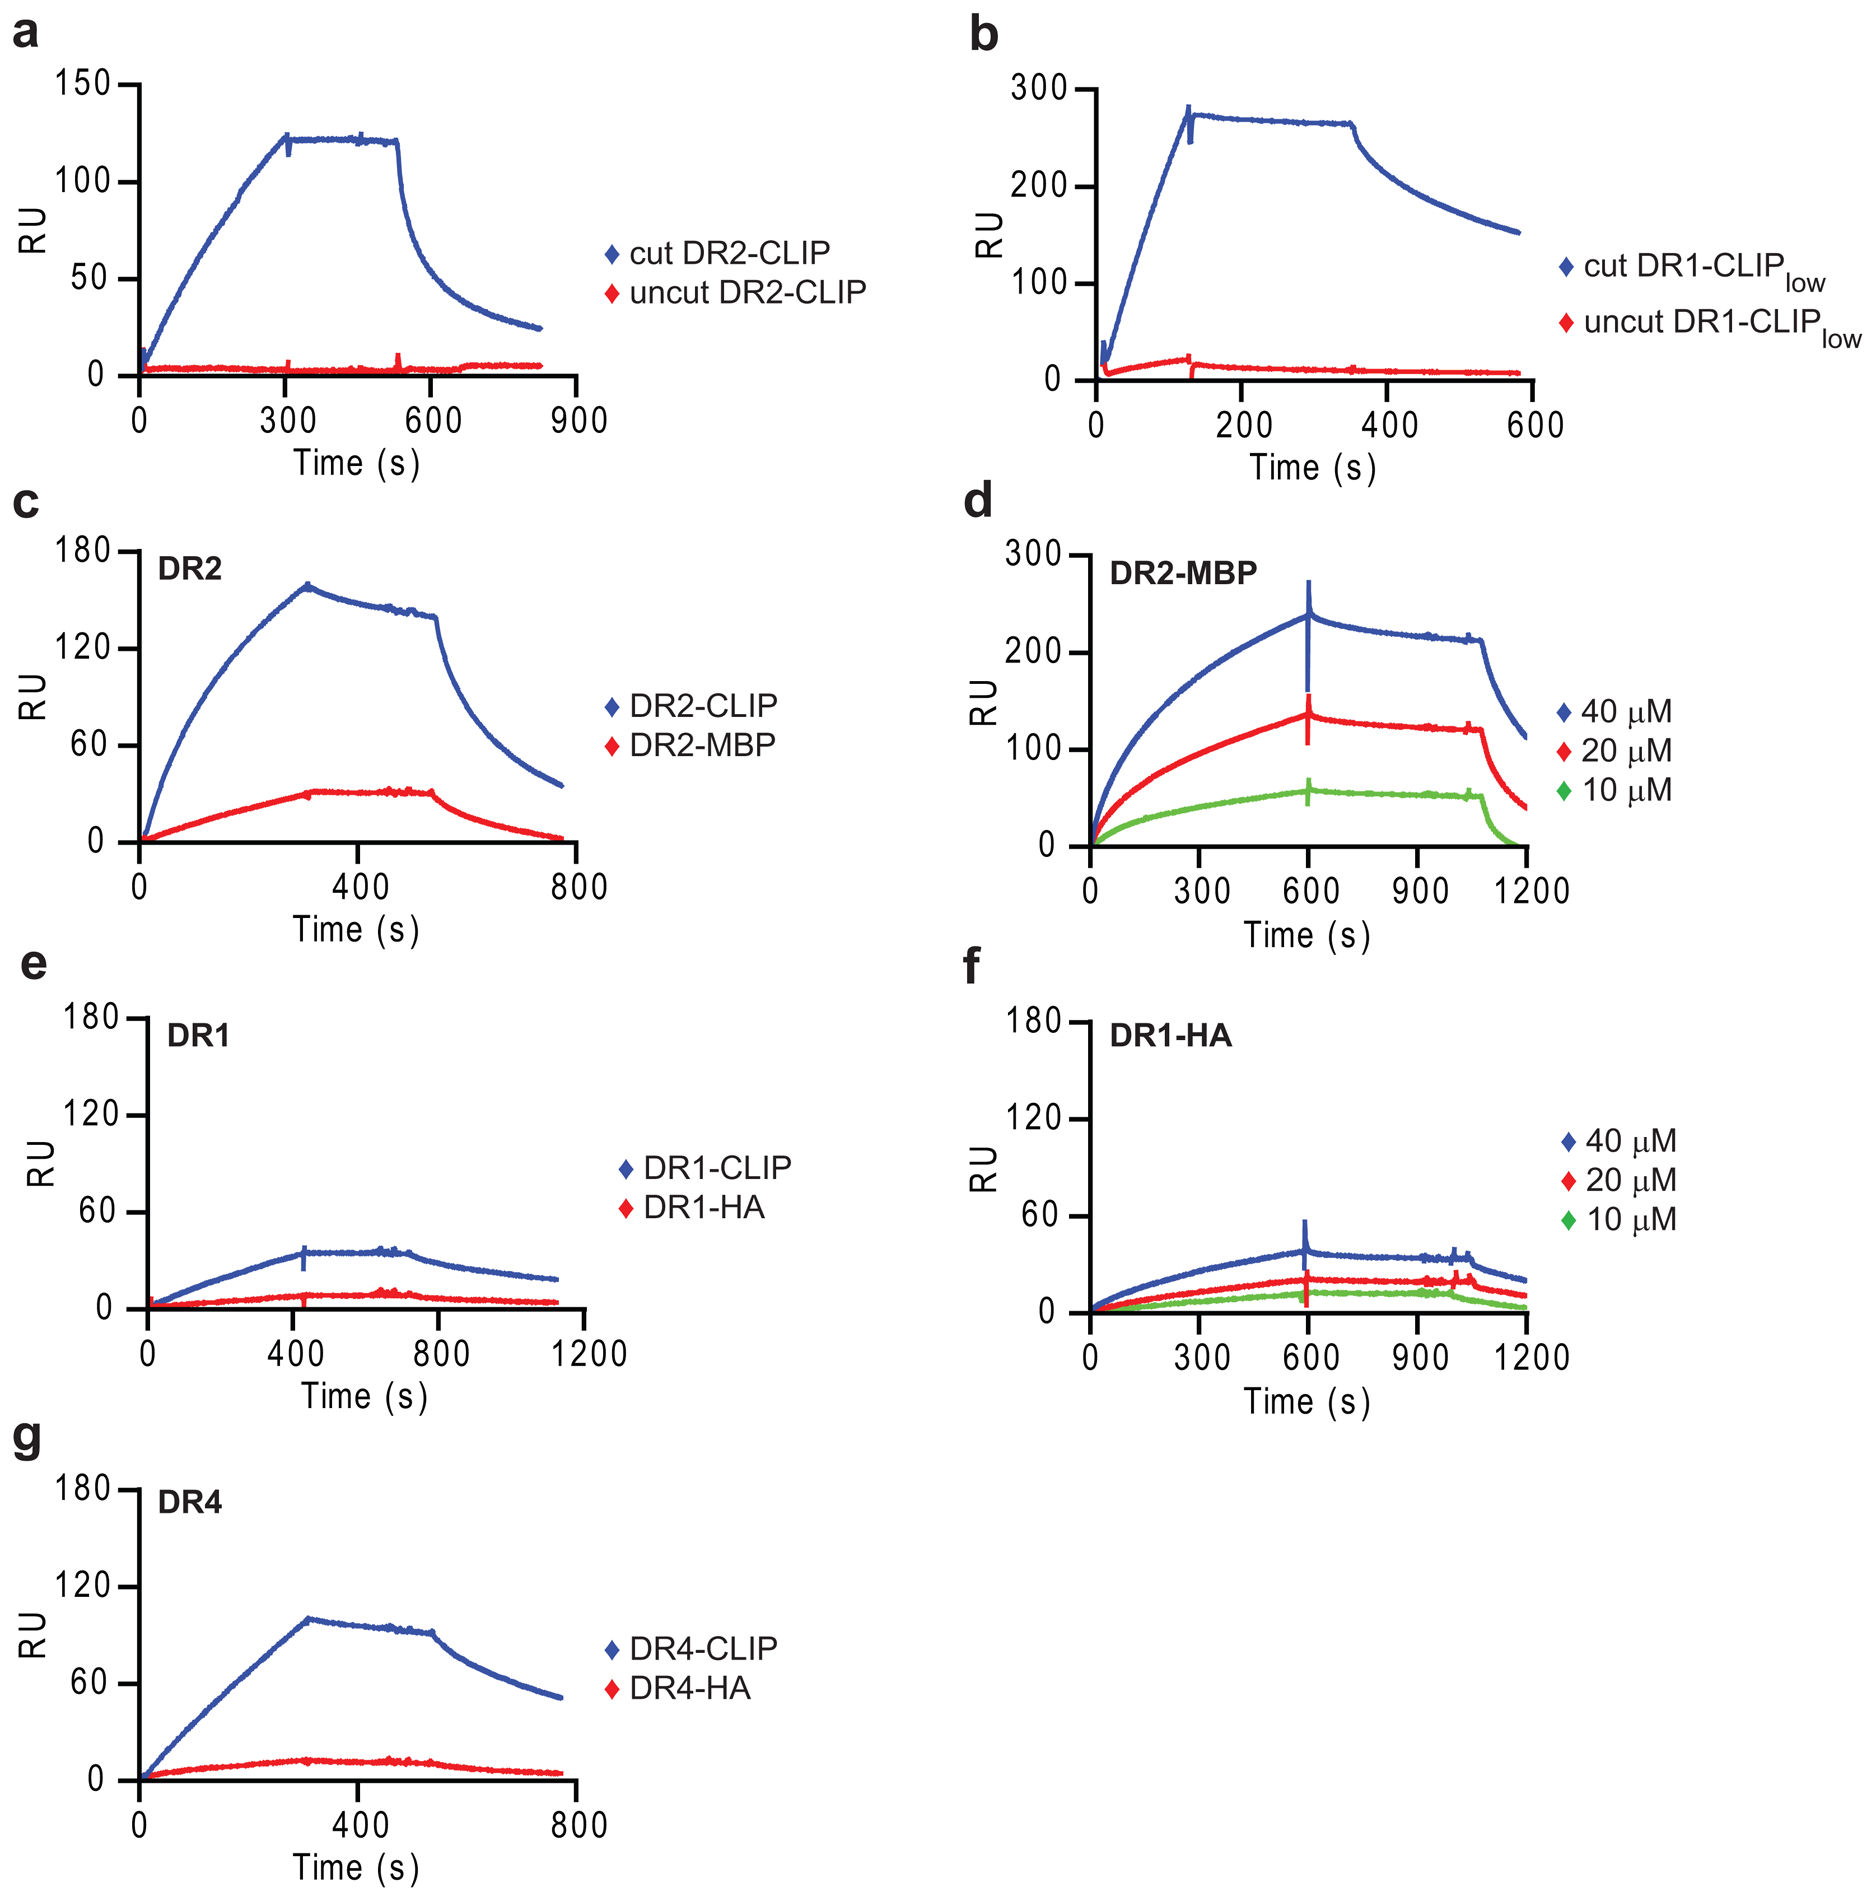 a
150
100
50
0
RU
0 300 600 900
Time (s)
cut DR2-CLIP
uncut DR2-CLIP
b
300
200
100
0
RU
0 200 400 600
Time (s)
cut DR1-CLIPlow
uncut DR1-CLIPlow
c
DR2
180
120
60
0
RU
0 400 800
Time (s)
DR2-CLIP
DR2-MBP
d
DR2-MBP
300
200
100
0
RU
0 300 600 900 1200
Time (s)
40 µM
20 µM
10 µM
e
DR1
180
120
60
0
RU
0 400 800 1200
Time (s)
DR1-CLIP
DR1-HA
f
DR1-HA
180
120
60
0
RU
0 300 600 900 1200
Time (s)
40 µM
20 µM
10 µM
g
DR4
180
120
60
0
RU
0 400 800
Time (s)
DR4-CLIP
DR4-HA